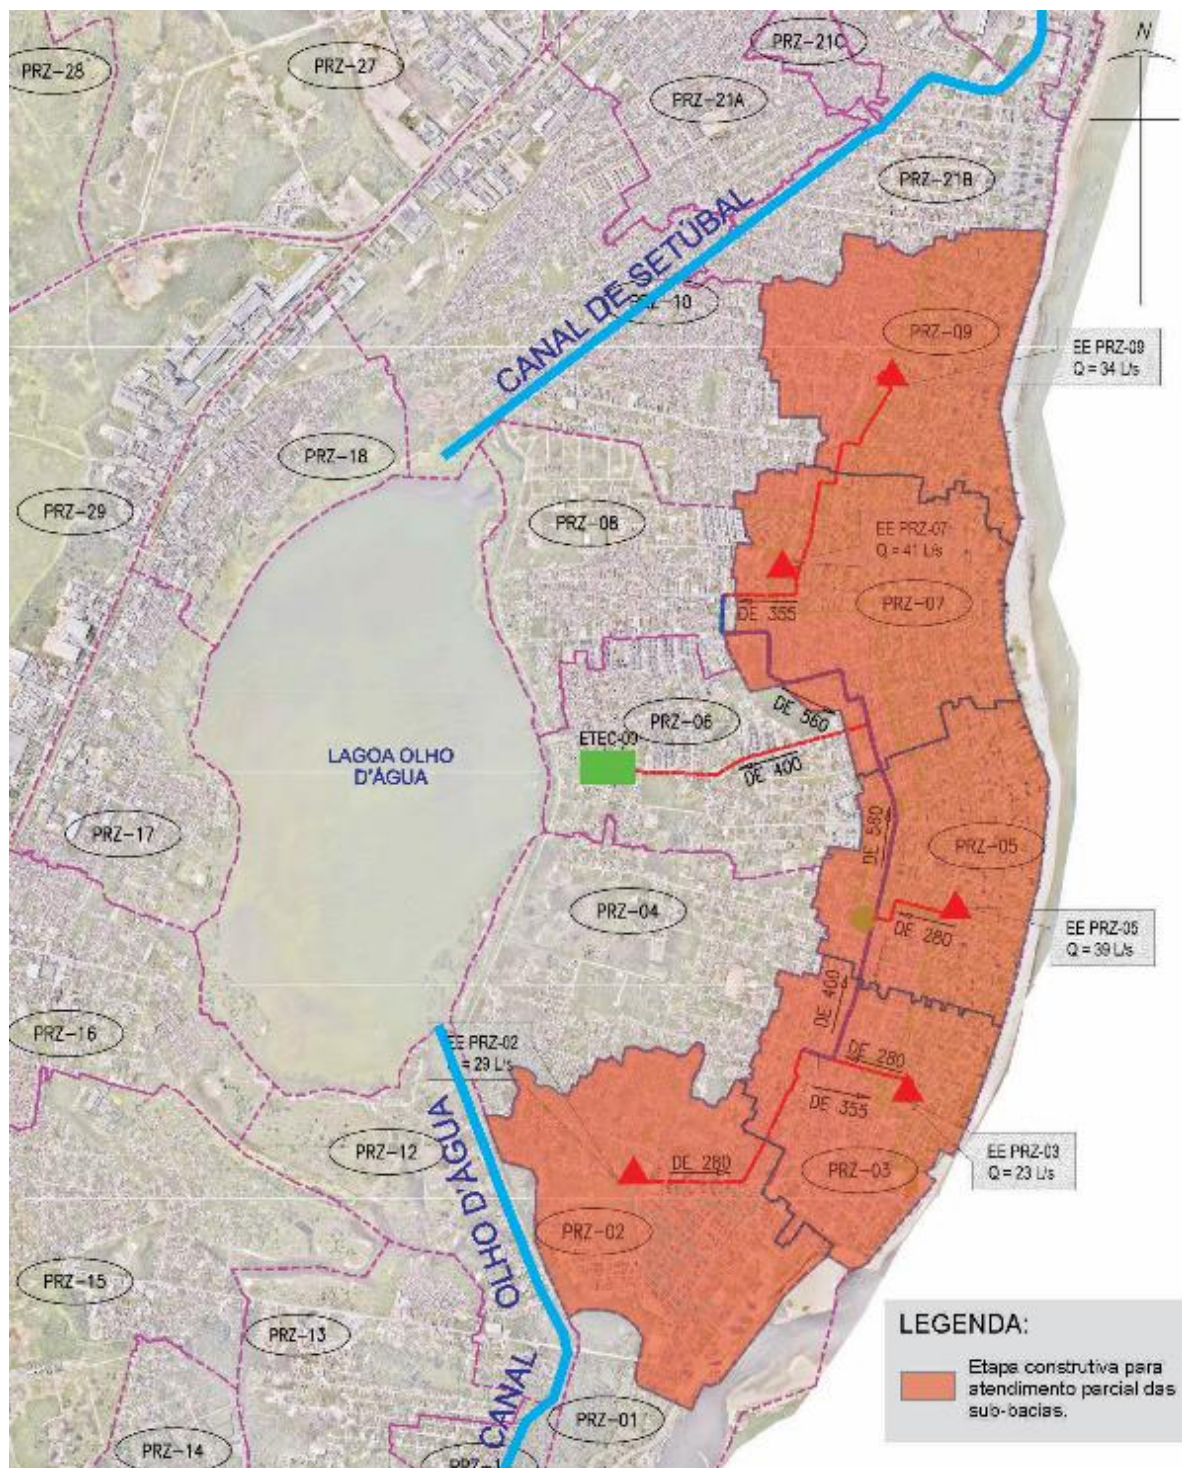 PRZ-28
PRZ-27
PRZ-21C
N
PRZ-21A
PRZ-21B
CANAL DE SETÚBAL
PRZ-10
PRZ-09
EE PRZ-09
Q = 34 L/s
PRZ-18
PRZ-29
PRZ-08
EE PRZ-07
Q = 41 L/s
DE 355
PRZ-07
PRZ-06
DE 560
ETEC-09
DE 400
LAGOA OLHO
D'ÁGUA
PRZ-17
DE 560
PRZ-05
PRZ-04
DE 280
EE PRZ-05
Q = 39 L/s
DE 400
PRZ-16
EE PRZ-02
= 29 L/s
DE 280
DE 355
PRZ-12
EE PRZ-03
Q = 23 L/s
DE 280
PRZ-03
PRZ-02
CANAL OLHO D'ÁGUA
PRZ-15
PRZ-13
PRZ-01
PRZ-14
LEGENDA:
Etapa construtiva para
atendimento parcial das
sub-bacias.